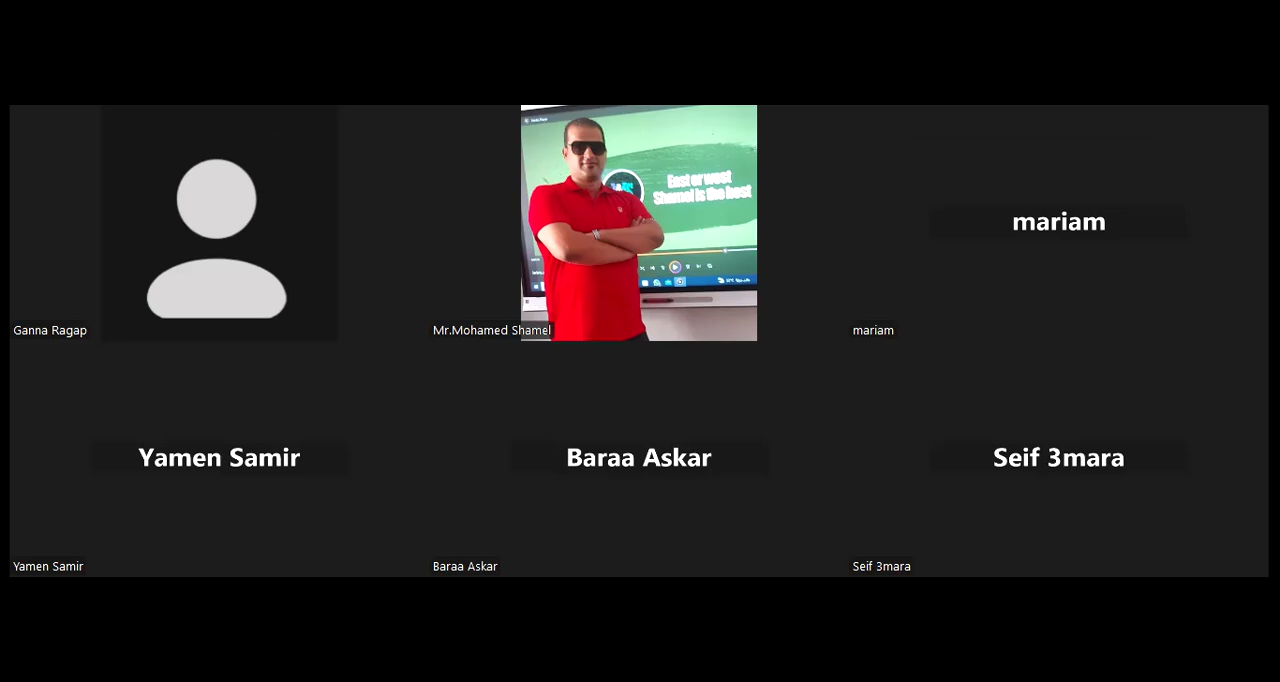 East or west
Shamel is the best
mariam
Ganna Ragap
Mr.Mohamed Shamel
mariam
Yamen Samir
Baraa Askar
Seif 3mara
Yamen Samir
Baraa Askar
Seif 3mara